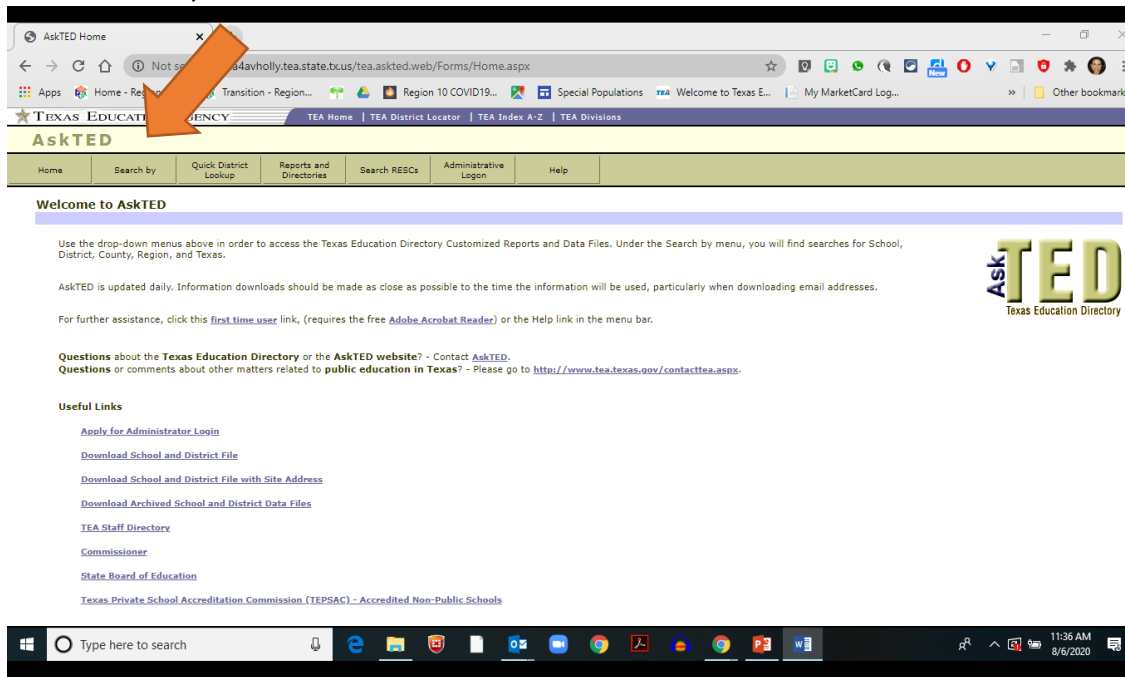 AskTED Home
Not
4avholly.tea.state.tx.us/tea.askted.web/Forms/Home.aspx
Apps Home - Transition - Region... Region 10 COVID19... Special Populations TEA Welcome to Texas E... My MarketCard Log... » Other bookmark
TEXAS TEA Home | TEA District Locator | TEA Index A-Z | TEA Divisions
AskTED
Home Search by Quick District Lookup Reports and Directories Search RESCs Administrative Logon Help
Welcome to AskTED
Use the drop-down menus above in order to access the Texas Education Directory Customized Reports and Data Files. Under the Search by menu, you will find searches for School,
District, County, Region, and Texas.
AskTED is updated daily. Information downloads should be made as close as possible to the time the information will be used, particularly when downloading email addresses.
For further assistance, click this first time user link, (requires the free Adobe Acrobat Reader) or the Help link in the menu bar.
Ask TED
Texas Education Directory
Questions about the Texas Education Directory or the AskTED website? - Contact AskTED.
Questions or comments about other matters related to public education in Texas? - Please go to http://www.tea.texas.gov/contacttea.aspx.
Useful Links
Apply for Administrator Login
Download School and District File
Download School and District File with Site Address
Download Archived School and District Data Files
TEA Staff Directory
Commissioner
State Board of Education
Texas Private School Accreditation Commission (TEPSAC) - Accredited Non-Public Schools
Type here to search
11:36 AM
8/6/2020